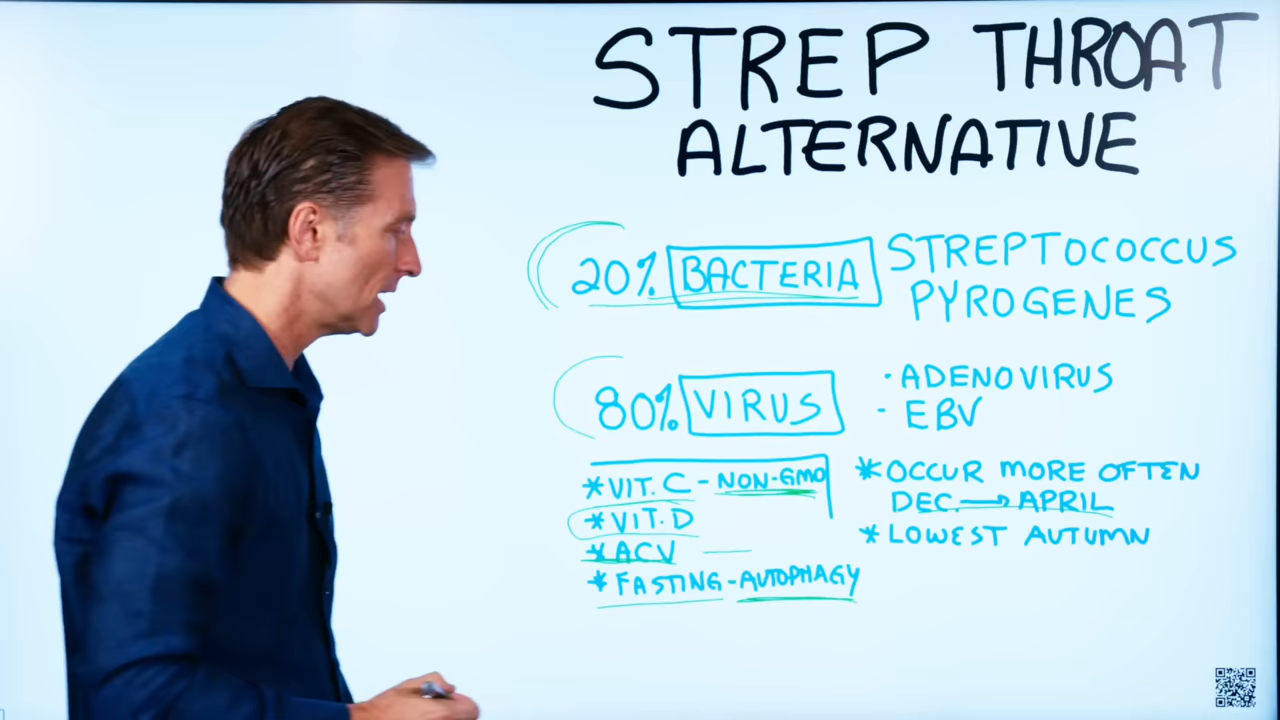 STREP THROAT
ALTERNATIVE
20% BACTERIA STREPTOCOCCUS
PYROGENES
80% VIRUS
· ADENOVIRUS
- EBV
*VIT. C - NON-GMO
*VIT. D
*ACV
*FASTING - AUTOPHAGY
*OCCUR MORE OFTEN
DEC. → APRIL
*LOWEST AUTUMN